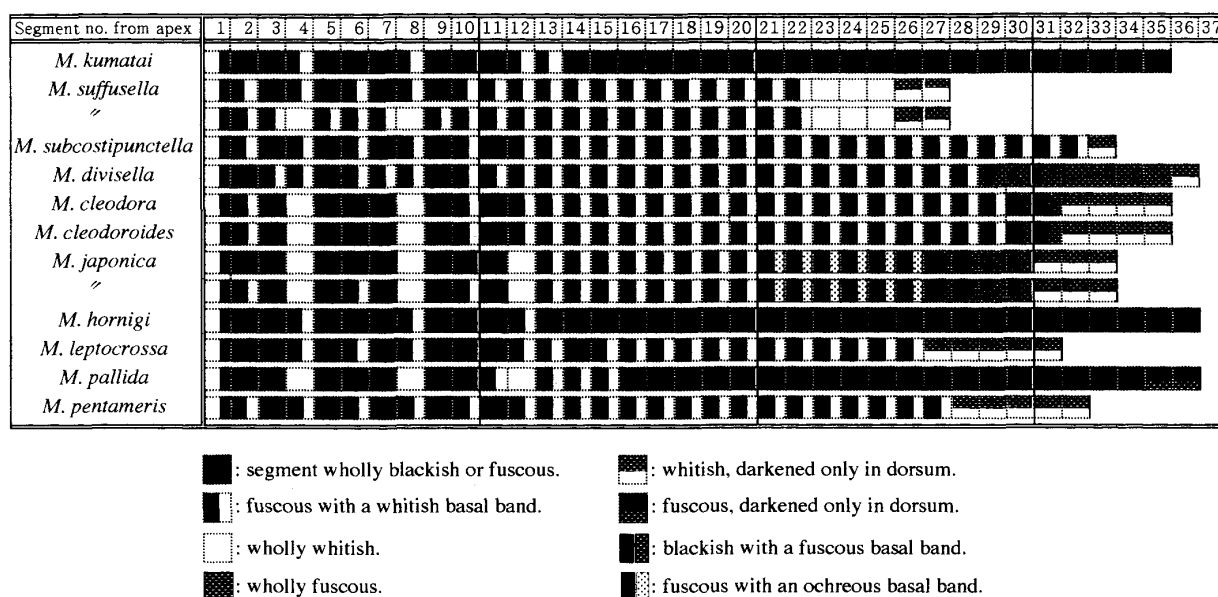 Segment no. from apex 1 2 3 4 5 6 7 8 9 10 11 12 13 14 15 16 17 18 19 20 21 22 23 24 25 26 27 28 29 30 31 32 33 34 35 36 37
M. kumatai
M. suffusella
〃
M. subcostipunctella
M. divisella
M. cleodora
M. cleodoroides
M. japonica
〃
M. hornigi
M. leptocrossa
M. pallida
M. pentameris
: segment wholly blackish or fuscous.
: fuscous with a whitish basal band.
: wholly whitish.
: wholly fuscous.
: whitish, darkened only in dorsum.
: fuscous, darkened only in dorsum.
: blackish with a fuscous basal band.
: fuscous with an ochreous basal band.